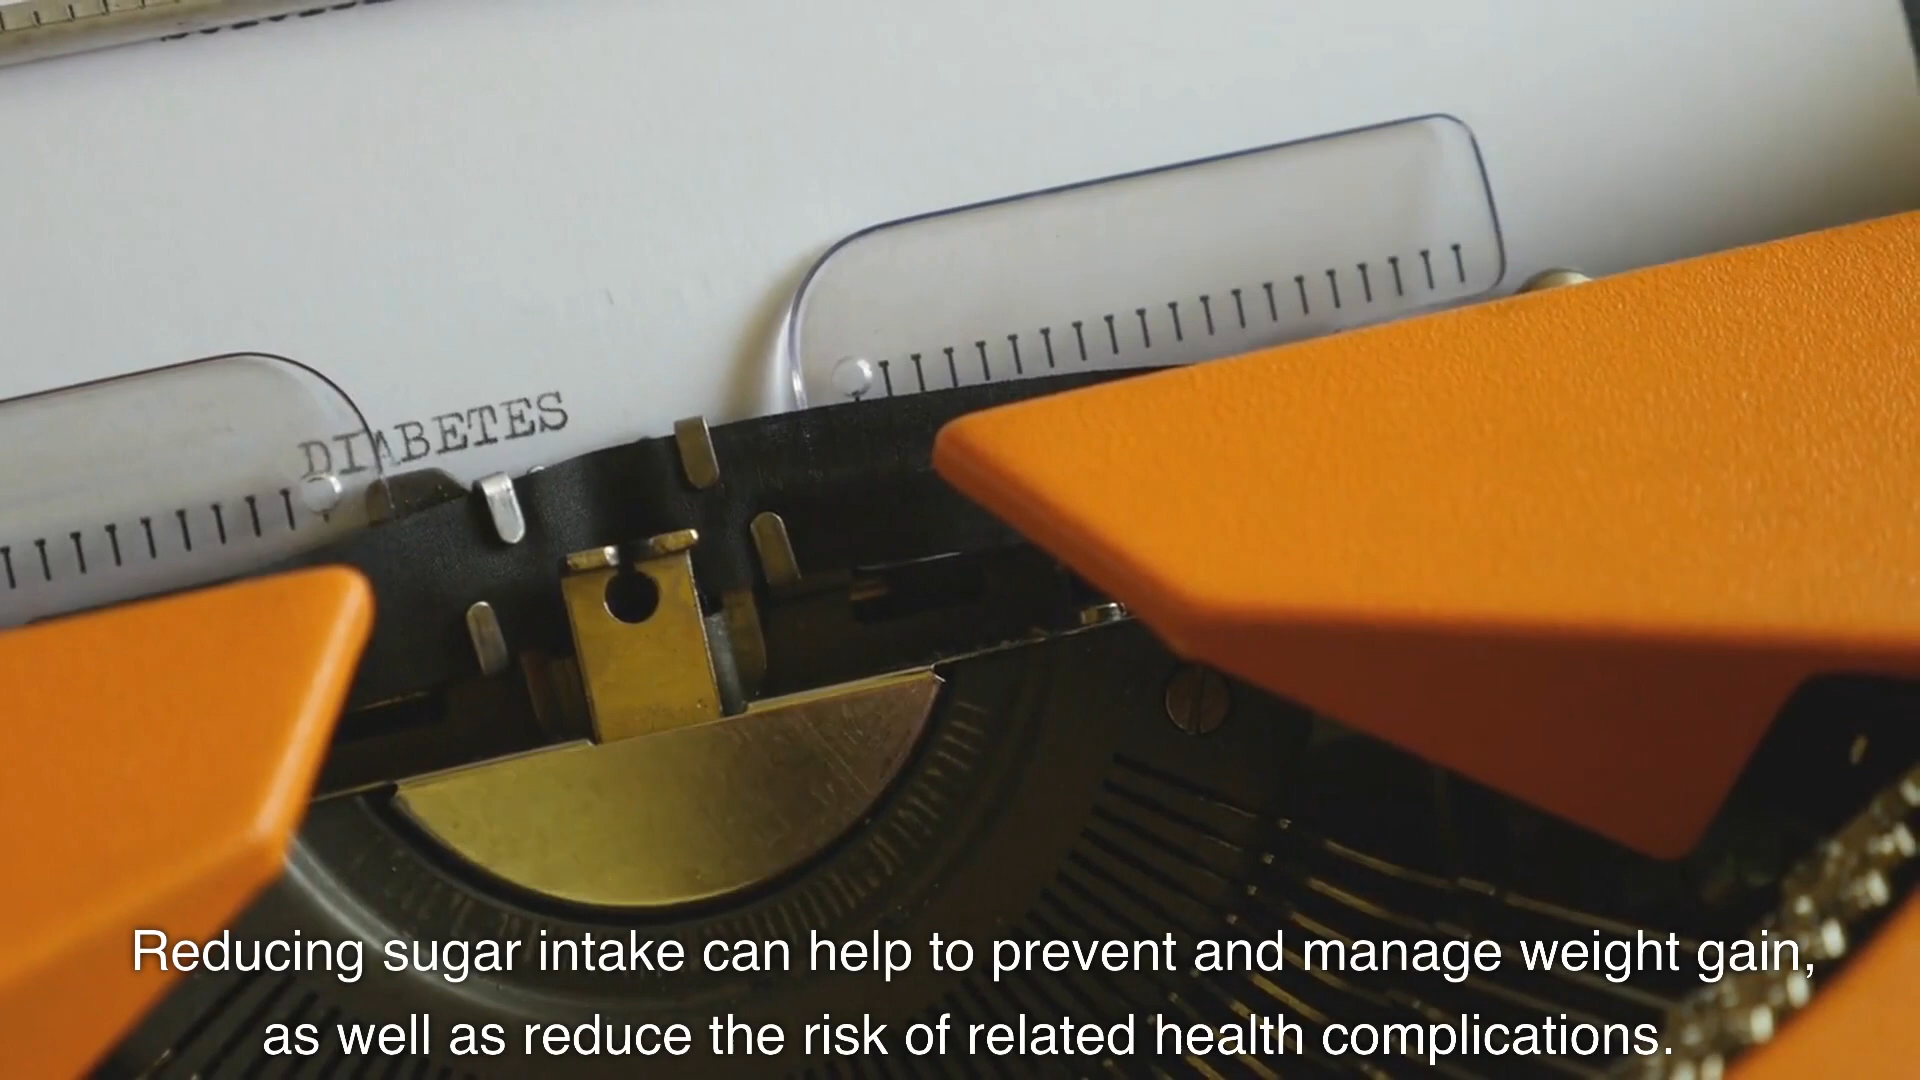 DIABETES
Reducing sugar intake can help to prevent and manage weight gain,
as well as reduce the risk of related health complications.